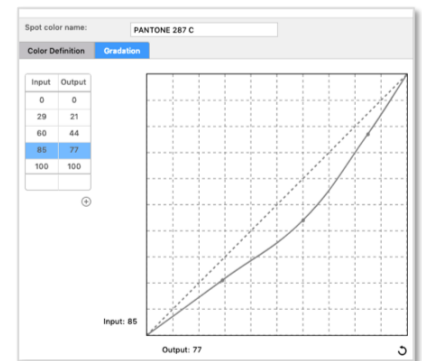 Spot color name: PANTONE 287 C
Color Definition Gradation
Input Output
0 0
29 21
60 44
85 77
100 100
Input: 85
Output: 77